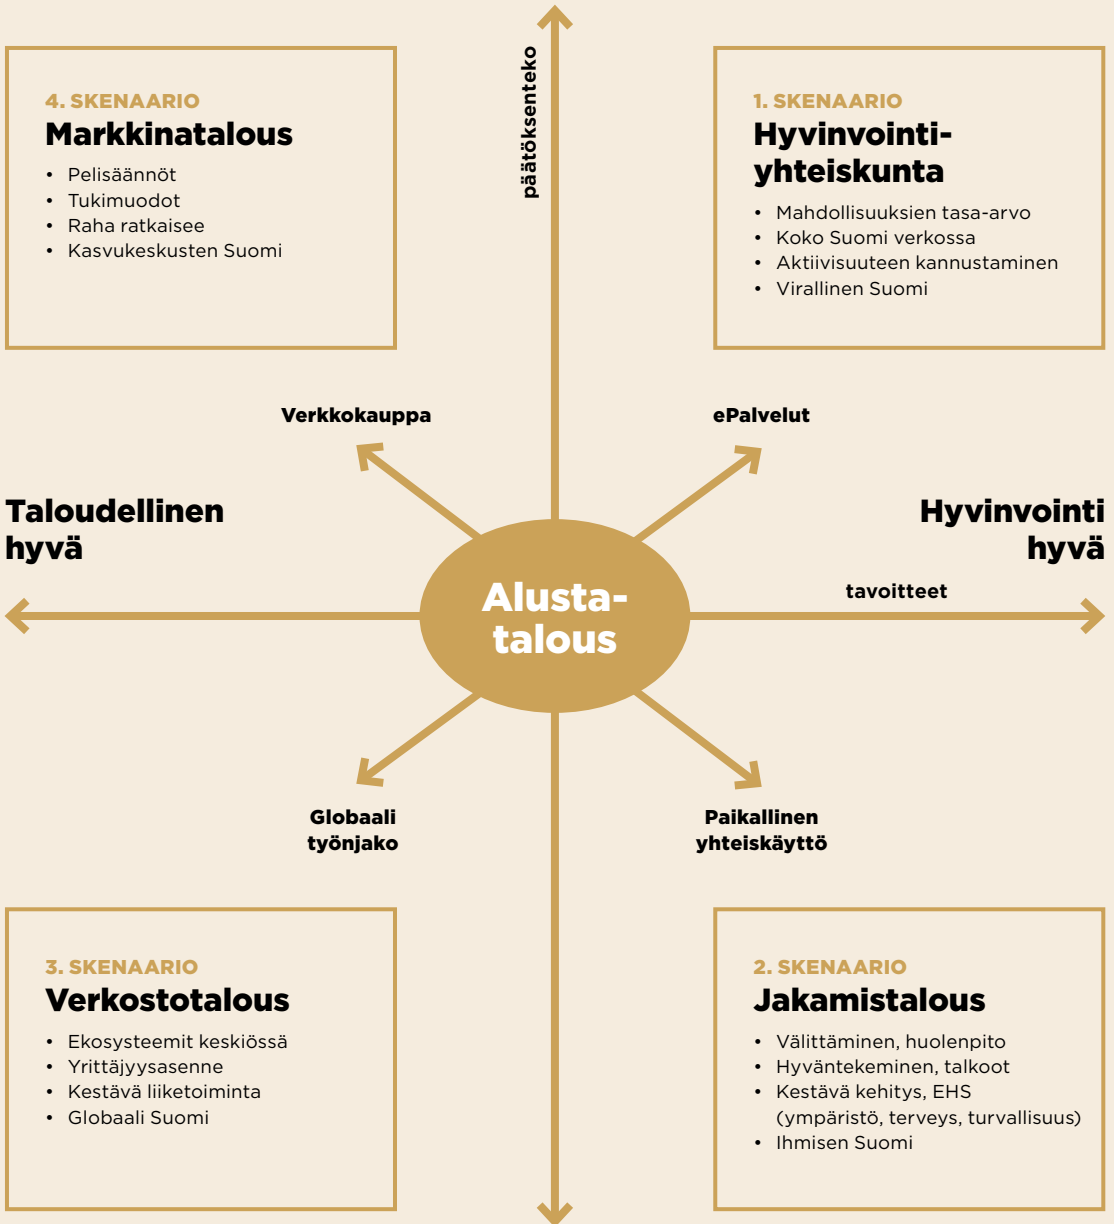 päätöksenteko
4. SKENAARIO
Markkinatalous
• Pelisäännöt
• Tukimuodot
• Raha ratkaisee
• Kasvukeskusten Suomi
1. SKENAARIO
Hyvinvointi-
yhteiskunta
• Mahdollisuuksien tasa-arvo
• Koko Suomi verkossa
• Aktiivisuuteen kannustaminen
• Virallinen Suomi
Verkkokauppa
ePalvelut
Taloudellinen
hyvä
Hyvinvointi
hyvä
tavoitteet
Alusta-
talous
Globaali
työnjako
Paikallinen
yhteiskäyttö
3. SKENAARIO
Verkostotalous
• Ekosysteemit keskiössä
• Yrittäjyysasenne
• Kestävä liiketoiminta
• Globaali Suomi
2. SKENAARIO
Jakamistalous
• Välittäminen, huolenpito
• Hyväntekeminen, talkoot
• Kestävä kehitys, EHS
(ympäristö, terveys, turvallisuus)
• Ihmisen Suomi